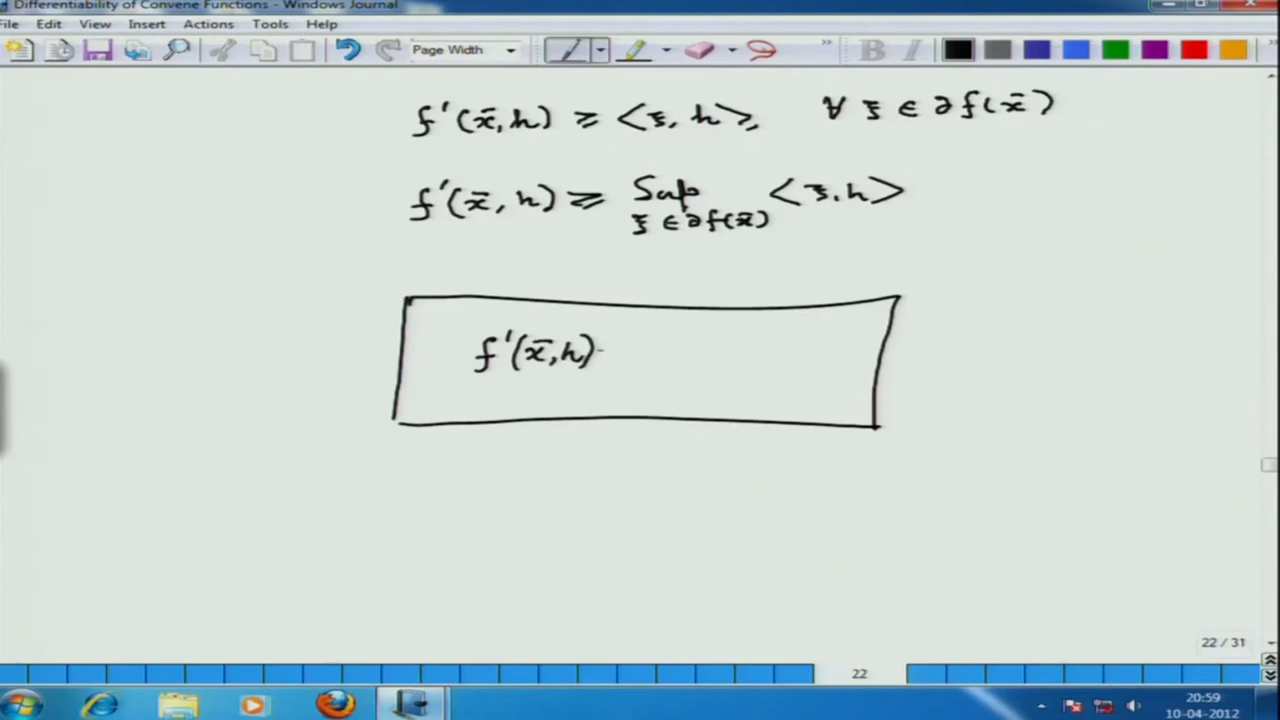 Differentiability of Convene Functions - Windows Journal
File Edit View Insert Actions Tools Help
Page Width
B I
f'(x̄, h) ≥ <ξ, h>, ∀ ξ ∈ ∂f(x̄)
f'(x̄, h) ≥ Sup <ξ, h>
ξ ∈ ∂f(x̄)
f'(x̄, h)
22 / 31
22
20:59
10-04-2012